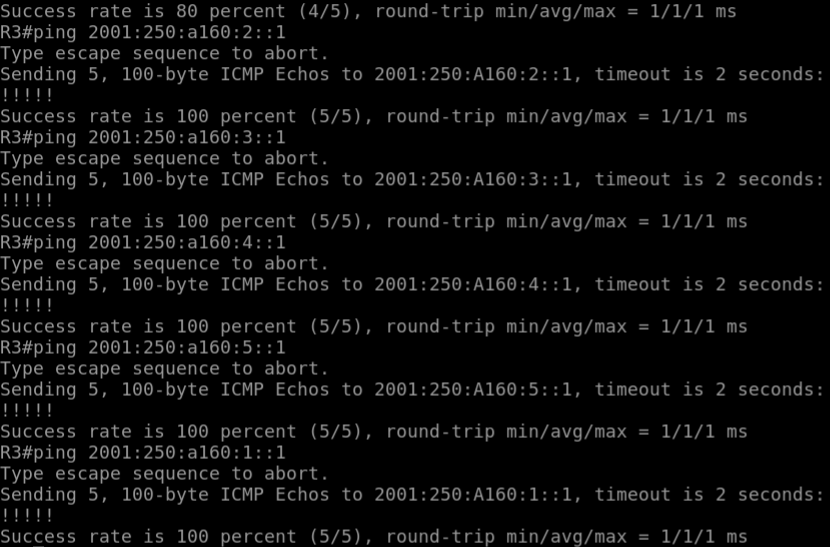 Success rate is 80 percent (4/5), round-trip min/avg/max = 1/1/1 ms
R3#ping 2001:250:a160:2::1
Type escape sequence to abort.
Sending 5, 100-byte ICMP Echos to 2001:250:A160:2::1, timeout is 2 seconds:
!!!!!
Success rate is 100 percent (5/5), round-trip min/avg/max = 1/1/1 ms
R3#ping 2001:250:a160:3::1
Type escape sequence to abort.
Sending 5, 100-byte ICMP Echos to 2001:250:A160:3::1, timeout is 2 seconds:
!!!!!
Success rate is 100 percent (5/5), round-trip min/avg/max = 1/1/1 ms
R3#ping 2001:250:a160:4::1
Type escape sequence to abort.
Sending 5, 100-byte ICMP Echos to 2001:250:A160:4::1, timeout is 2 seconds:
!!!!!
Success rate is 100 percent (5/5), round-trip min/avg/max = 1/1/1 ms
R3#ping 2001:250:a160:5::1
Type escape sequence to abort.
Sending 5, 100-byte ICMP Echos to 2001:250:A160:5::1, timeout is 2 seconds:
!!!!!
Success rate is 100 percent (5/5), round-trip min/avg/max = 1/1/1 ms
R3#ping 2001:250:a160:1::1
Type escape sequence to abort.
Sending 5, 100-byte ICMP Echos to 2001:250:A160:1::1, timeout is 2 seconds:
!!!!!
Success rate is 100 percent (5/5), round-trip min/avg/max = 1/1/1 ms